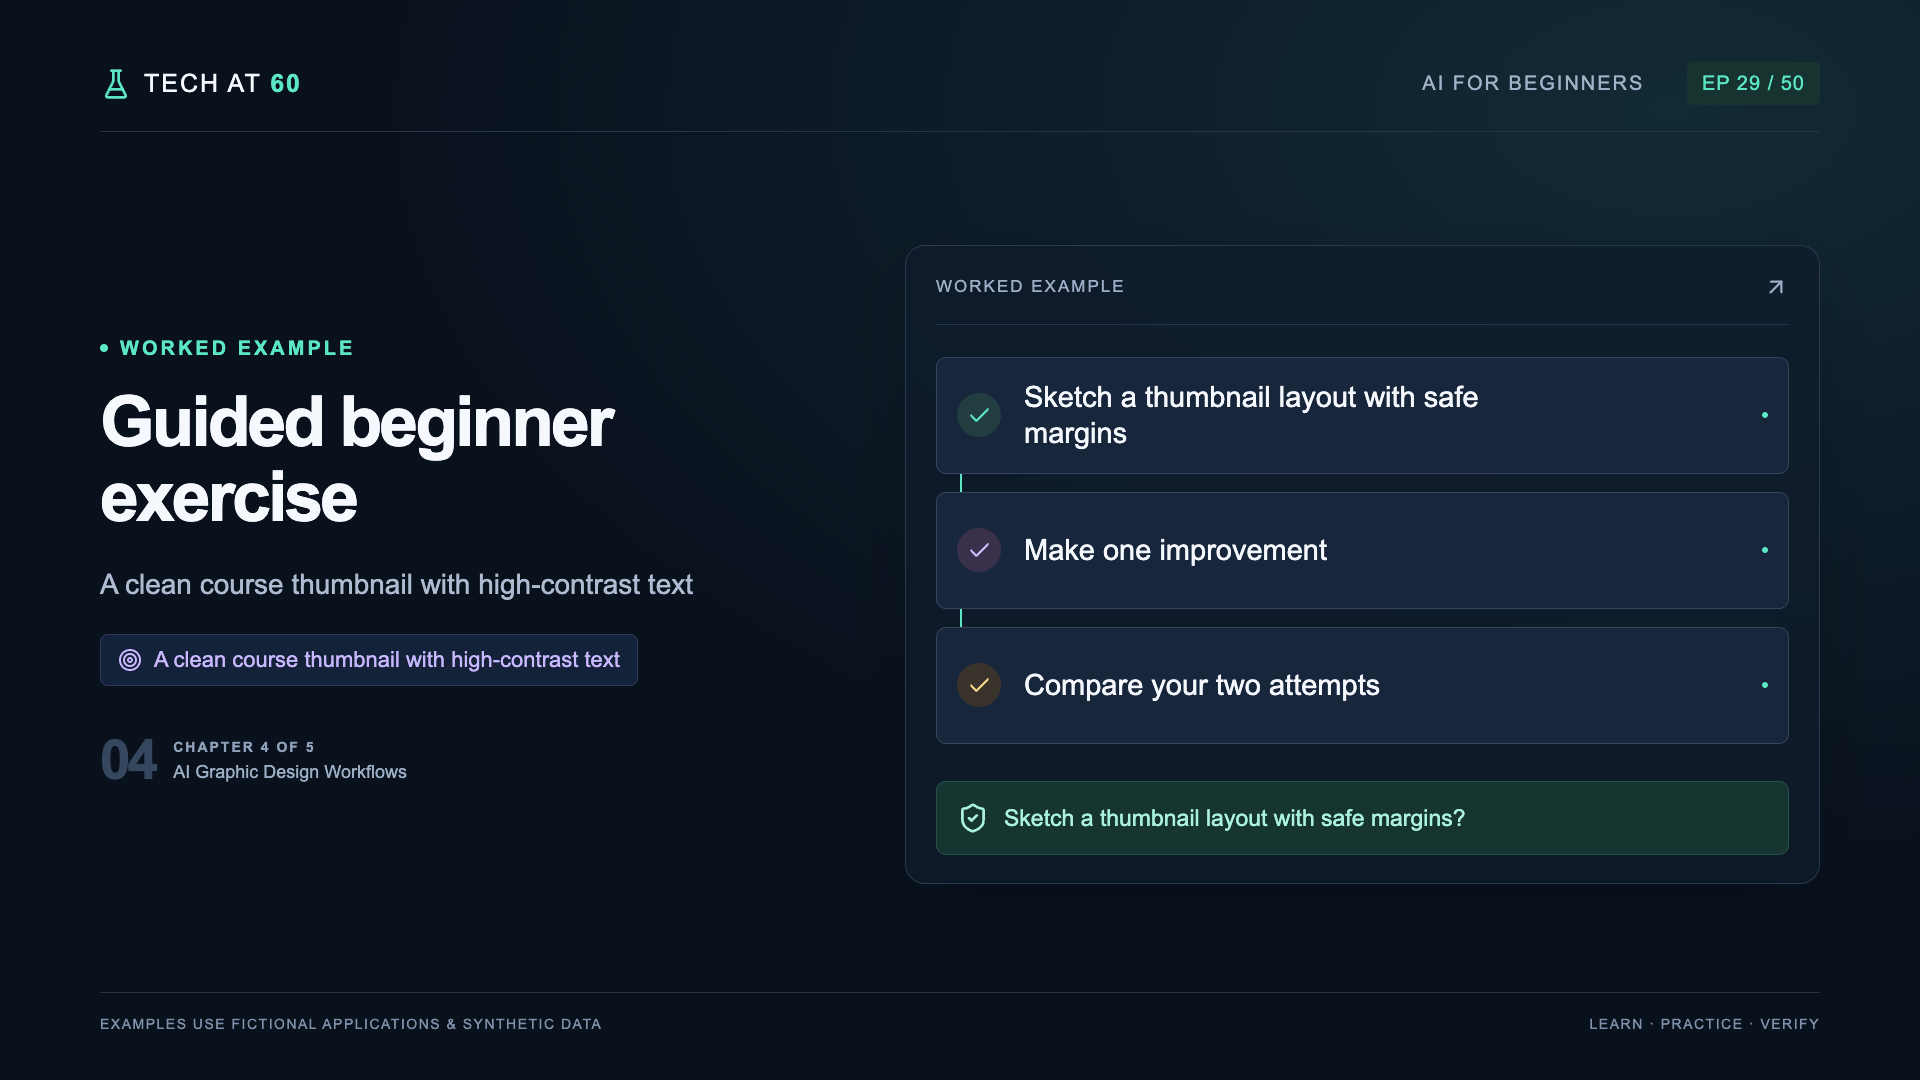 TECH AT 60
AI FOR BEGINNERS
EP 29 / 50
WORKED EXAMPLE
Guided beginner
exercise
A clean course thumbnail with high-contrast text
A clean course thumbnail with high-contrast text
04
CHAPTER 4 OF 5
AI Graphic Design Workflows
WORKED EXAMPLE
Sketch a thumbnail layout with safe
margins
Make one improvement
Compare your two attempts
Sketch a thumbnail layout with safe margins?
EXAMPLES USE FICTIONAL APPLICATIONS & SYNTHETIC DATA
LEARN · PRACTICE · VERIFY